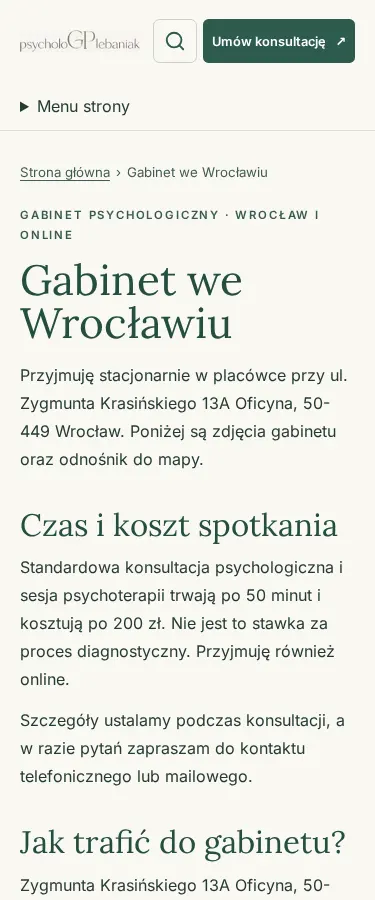 psycholoGPlebaniak
Umów konsultację ↗
▶ Menu strony
Strona główna › Gabinet we Wrocławiu
GABINET PSYCHOLOGICZNY · WROCŁAW I
ONLINE
Gabinet we
Wrocławiu
Przyjmuję stacjonarnie w placówce przy ul.
Zygmunta Krasińskiego 13A Oficyna, 50-
449 Wrocław. Poniżej są zdjęcia gabinetu
oraz odnośnik do mapy.
Czas i koszt spotkania
Standardowa konsultacja psychologiczna i
sesja psychoterapii trwają po 50 minut i
kosztują po 200 zł. Nie jest to stawka za
proces diagnostyczny. Przyjmuję również
online.
Szczegóły ustalamy podczas konsultacji, a
w razie pytań zapraszam do kontaktu
telefonicznego lub mailowego.
Jak trafić do gabinetu?
Zygmunta Krasińskiego 13A Oficyna, 50-